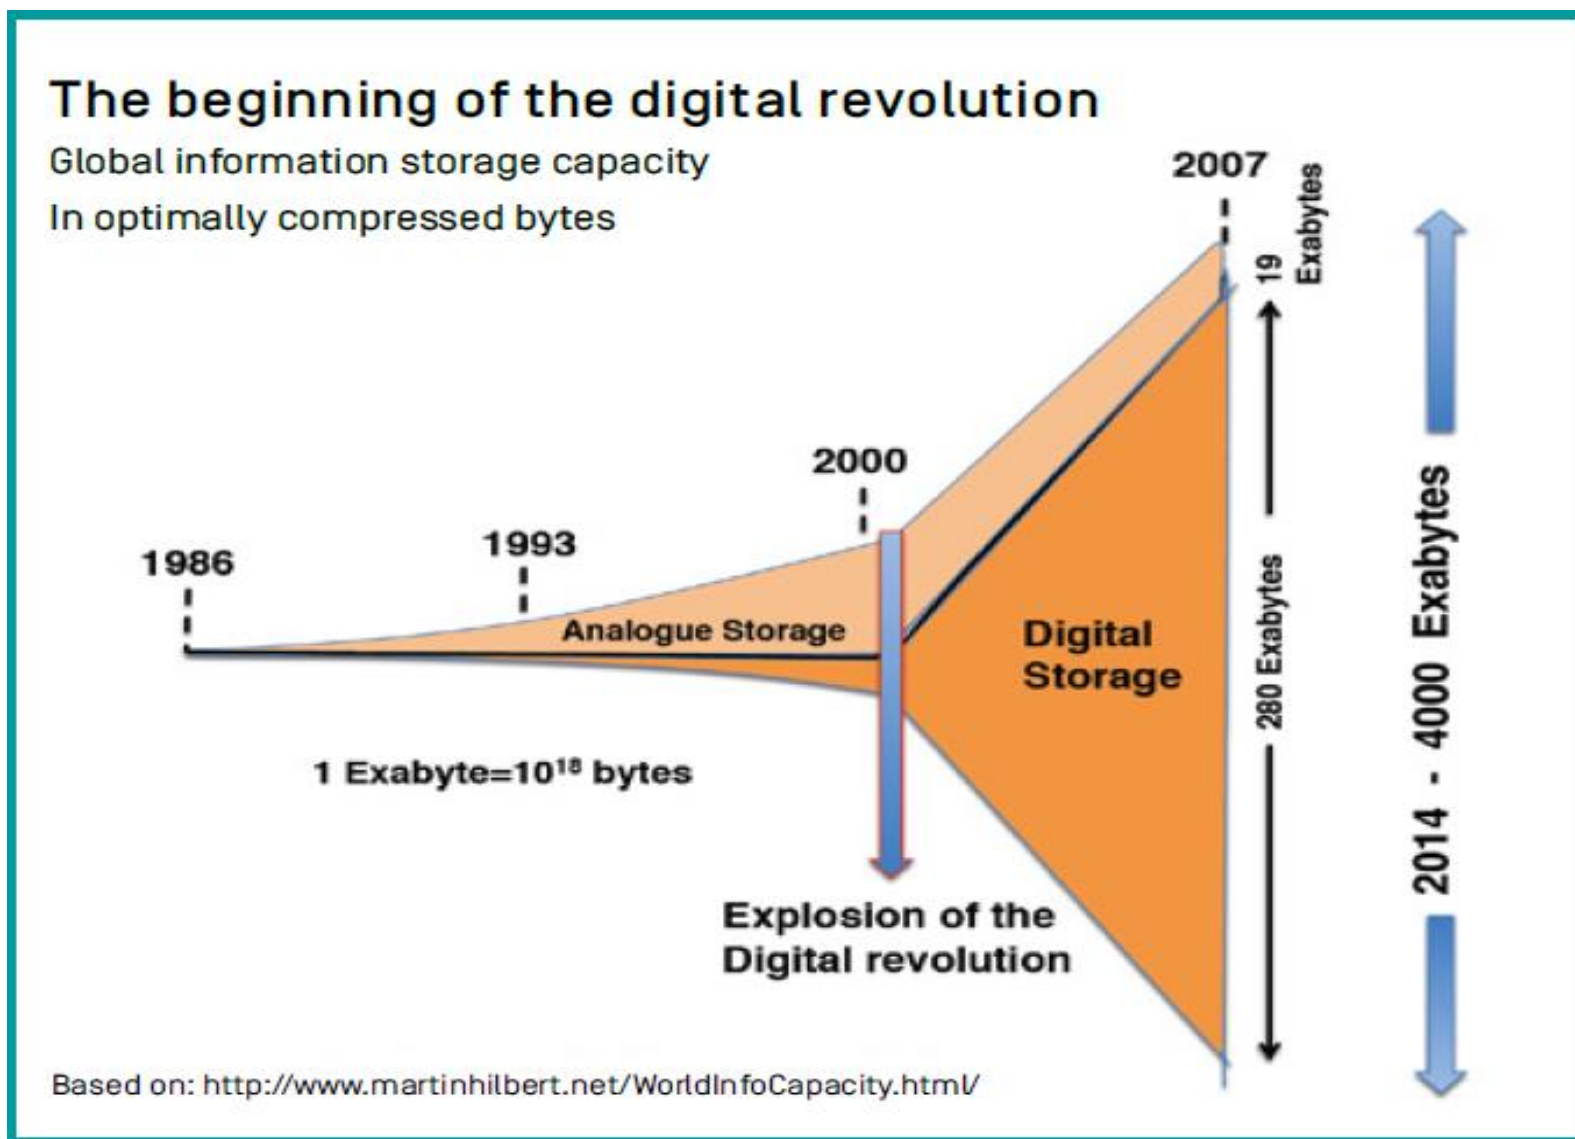 The beginning of the digital revolution
Global information storage capacity
In optimally compressed bytes
2007
19
Exabytes
2000
1993
1986
Analogue Storage
Digital
Storage
280 Exabytes
2014 - 4000 Exabytes
1 Exabyte=10¹⁸ bytes
Explosion of the
Digital revolution
Based on: http://www.martinhilbert.net/WorldInfoCapacity.html/